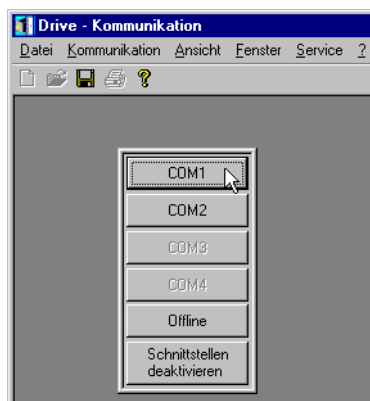 Drive - Kommunikation
Datei Kommunikation Ansicht Fenster Service ?
COM1
COM2
COM3
COM4
Offline
Schnittstellen
deaktivieren